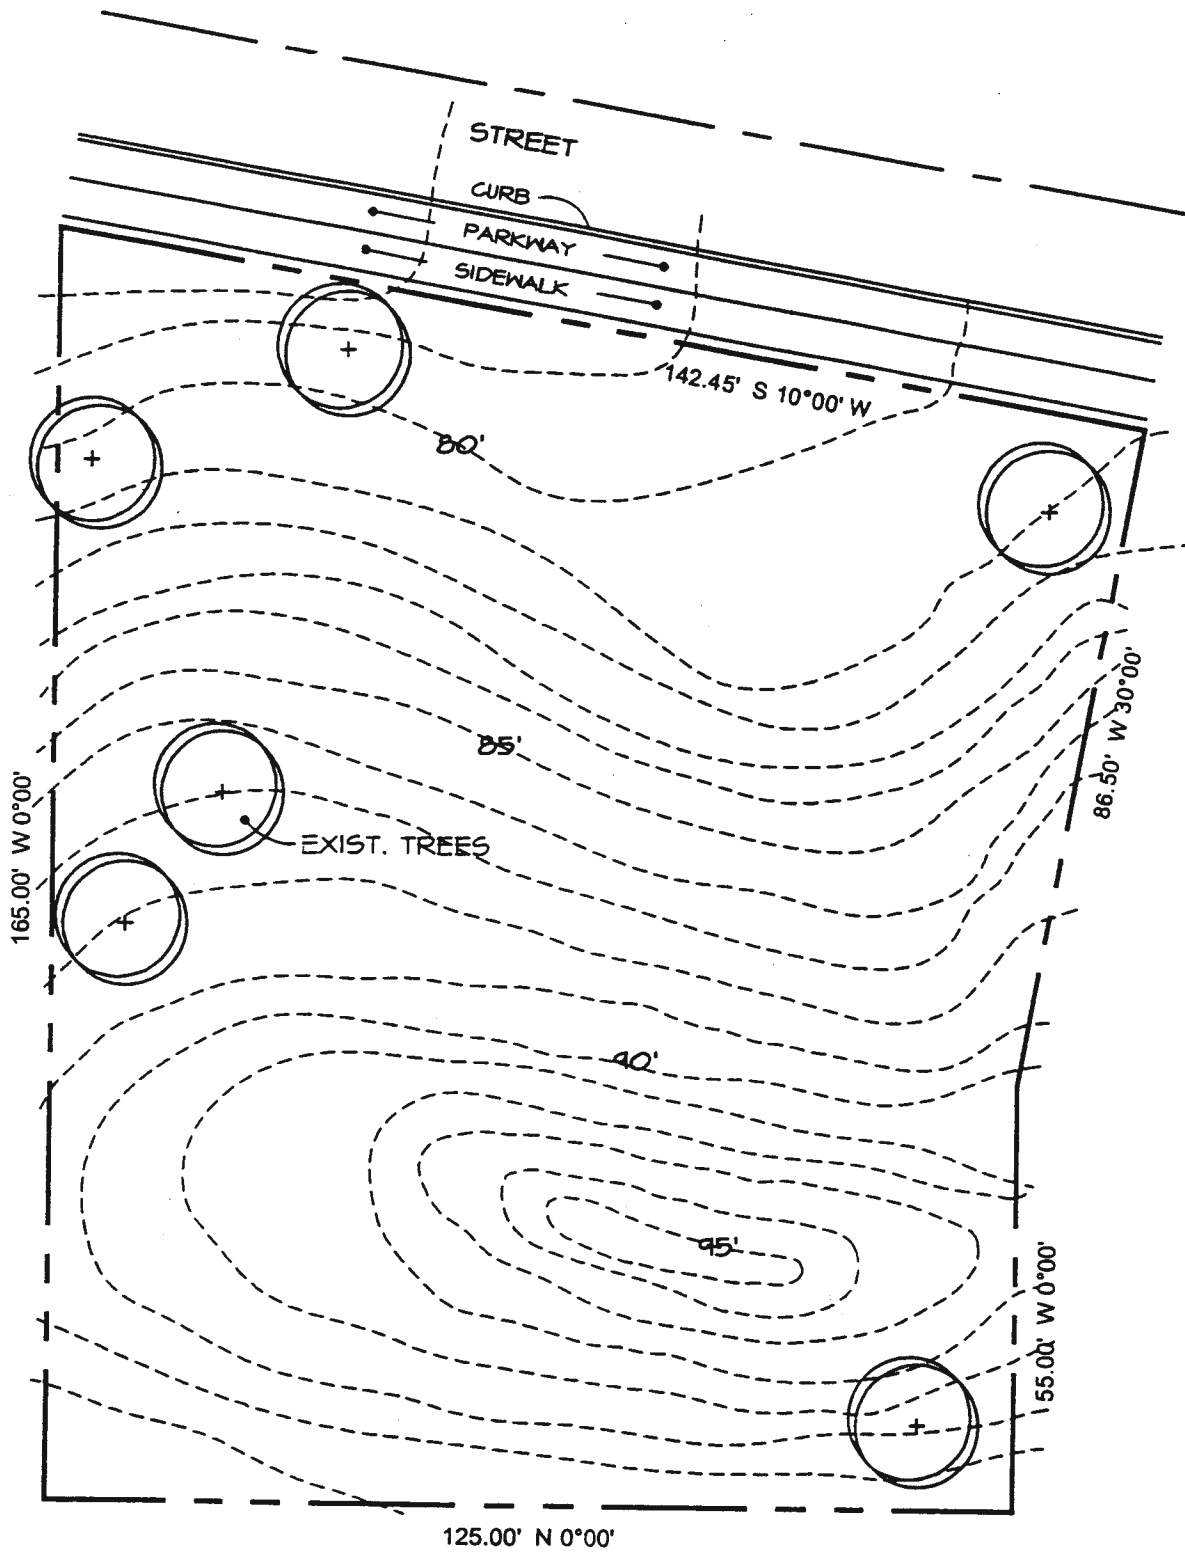 STREET
CURB
PARKWAY
SIDEWALK
142.45' S 10°00' W
80'
85'
86.50' W 30°00'
165.00' W 0°00'
EXIST. TREES
90'
95'
55.00' W 0°00'
125.00' N 0°00'